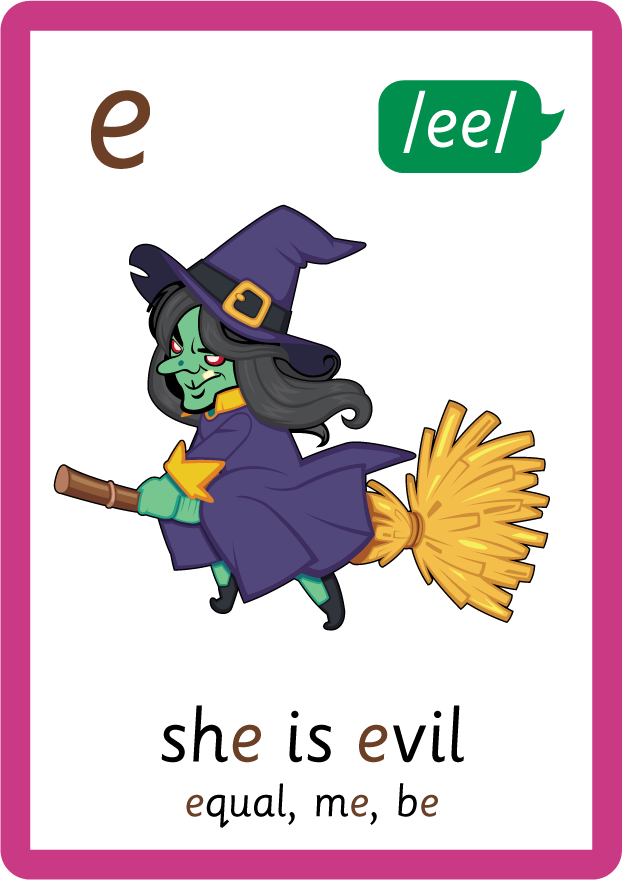 e
/ee/
she is evil
equal, me, be